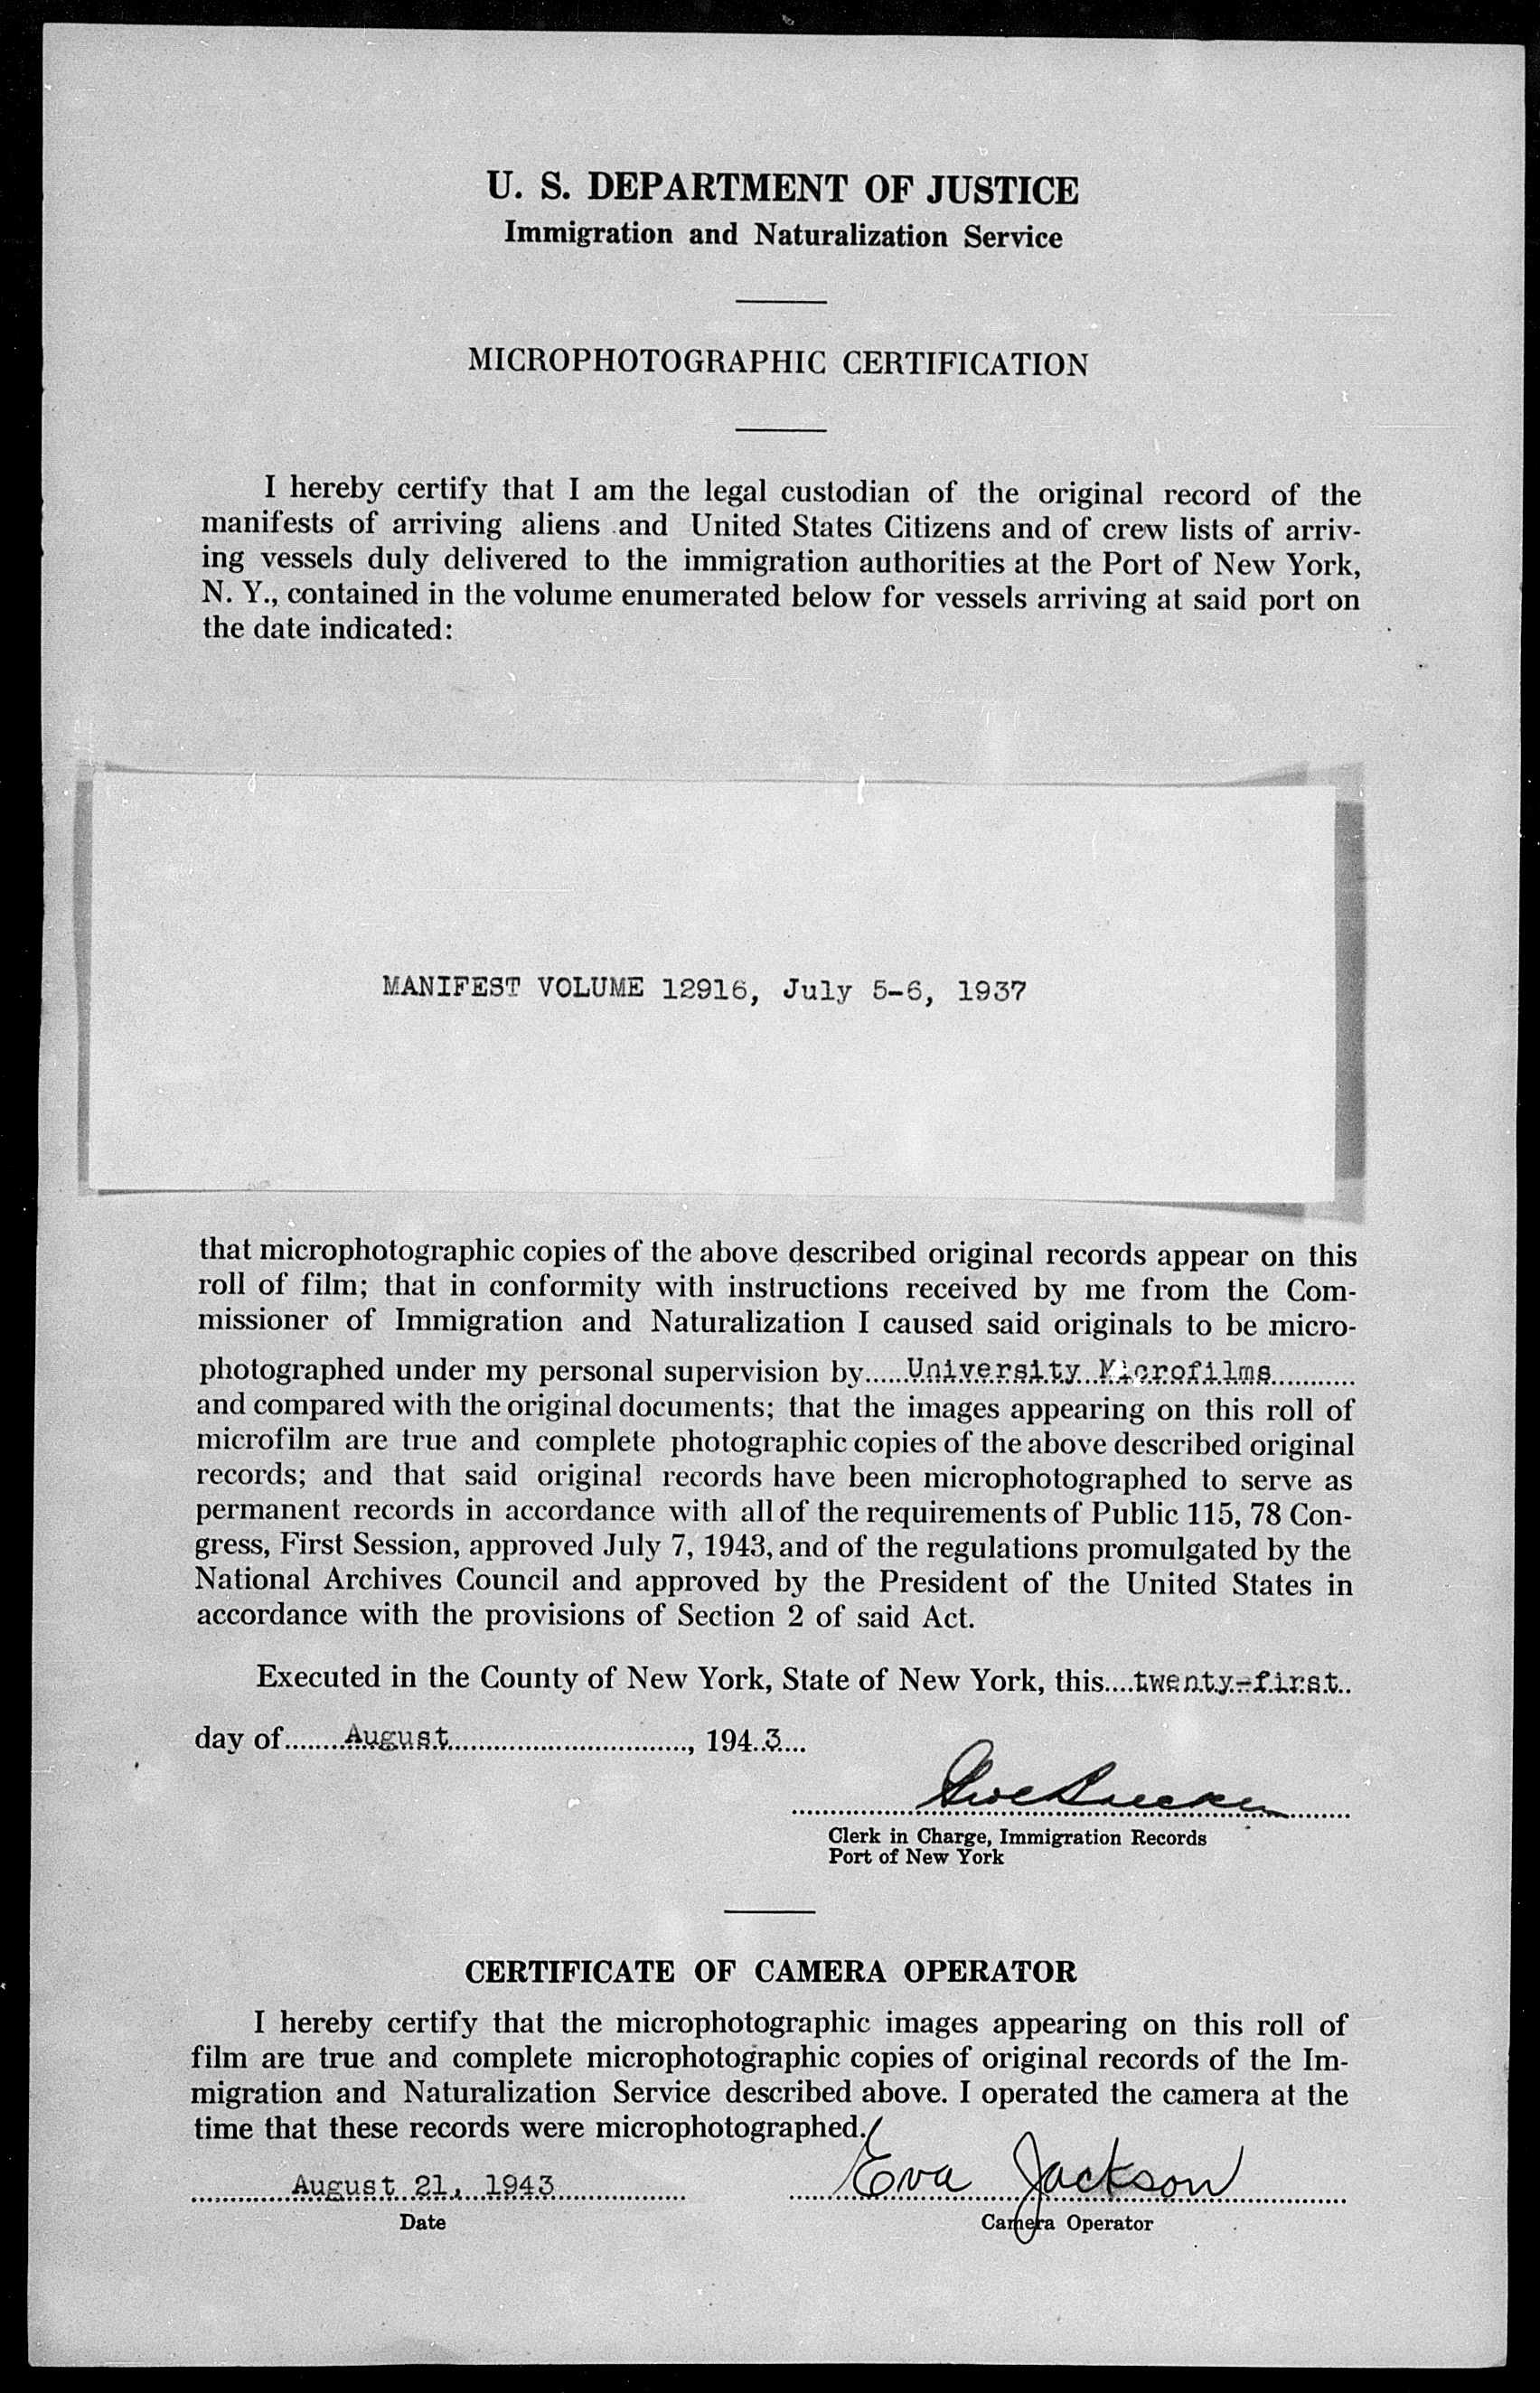 U. S. DEPARTMENT OF JUSTICE
Immigration and Naturalization Service
MICROPHOTOGRAPHIC CERTIFICATION
I hereby certify that I am the legal custodian of the original record of the
manifests of arriving aliens and United States Citizens and of crew lists of arriv-
ing vessels duly delivered to the immigration authorities at the Port of New York,
N. Y., contained in the volume enumerated below for vessels arriving at said port on
the date indicated:
MANIFEST VOLUME 12916, July 5-6, 1937
that microphotographic copies of the above described original records appear on this
roll of film; that in conformity with instructions received by me from the Com-
missioner of Immigration and Naturalization I caused said originals to be micro-
photographed under my personal supervision by......University Microfilms...........
and compared with the original documents; that the images appearing on this roll of
microfilm are true and complete photographic copies of the above described original
records; and that said original records have been microphotographed to serve as
permanent records in accordance with all of the requirements of Public 115, 78 Con-
gress, First Session, approved July 7, 1943, and of the regulations promulgated by the
National Archives Council and approved by the President of the United States in
accordance with the provisions of Section 2 of said Act.
Executed in the County of New York, State of New York, this....twenty-first..
day of........August..............................., 194..3....
Clerk in Charge, Immigration Records
Port of New York
CERTIFICATE OF CAMERA OPERATOR
I hereby certify that the microphotographic images appearing on this roll of
film are true and complete microphotographic copies of original records of the Im-
migration and Naturalization Service described above. I operated the camera at the
time that these records were microphotographed.
August 21, 1943 Eva Jackson
Date Camera Operator